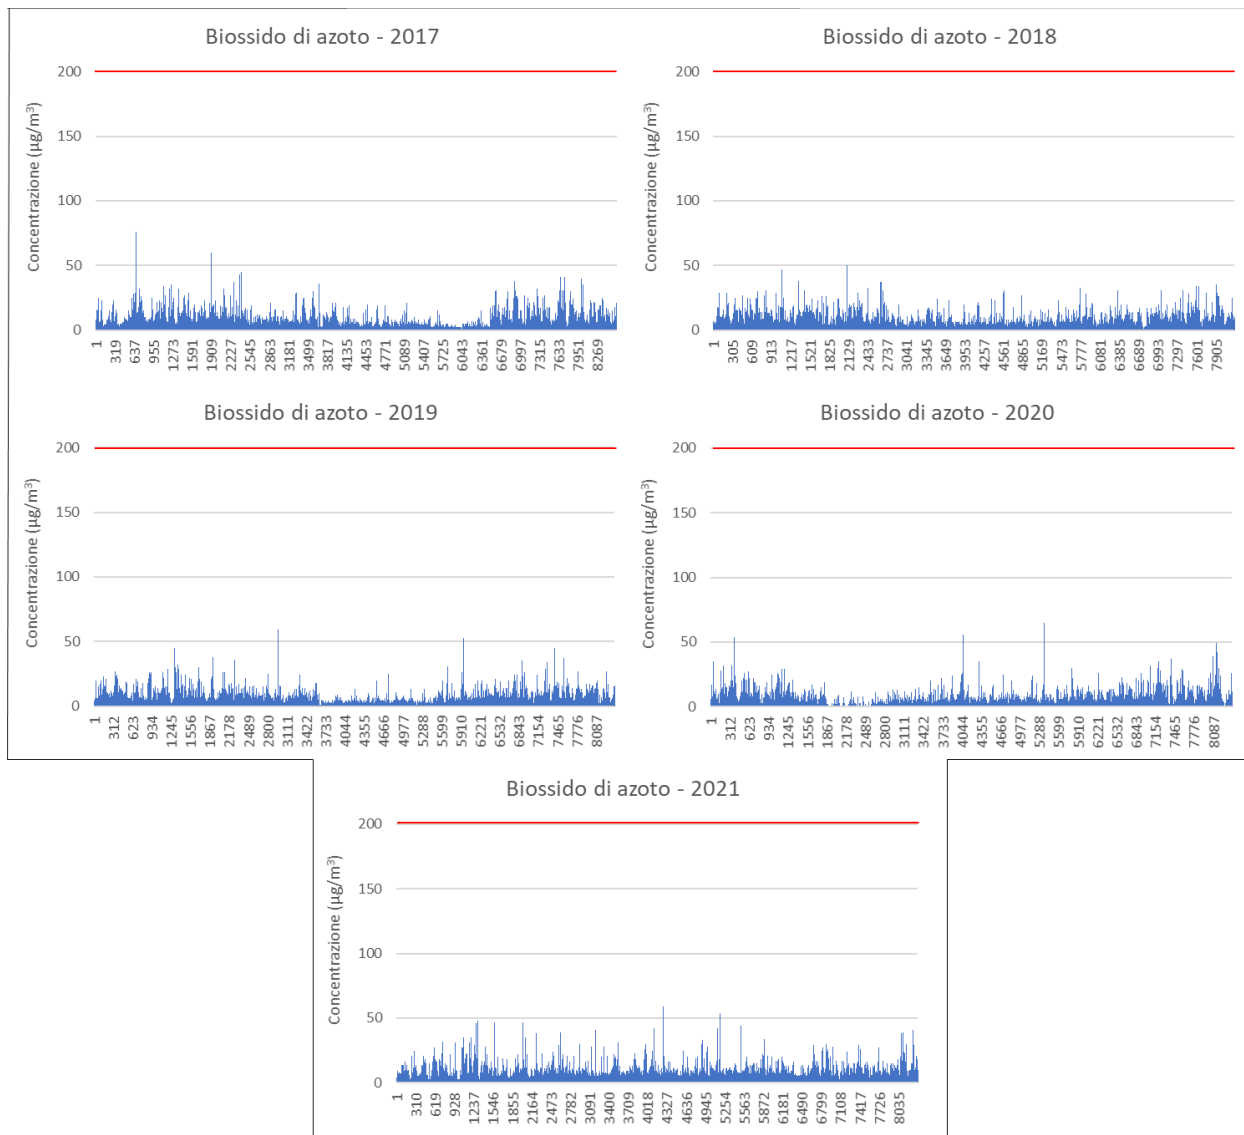 Biossido di azoto - 2017
Concentrazione (µg/m³)
200
150
100
50
0
1 319 637 955 1273 1591 1909 2227 2545 2863 3181 3499 3817 4135 4453 4771 5089 5407 5725 6043 6361 6679 6997 7315 7633 7951 8269
Biossido di azoto - 2018
Concentrazione (µg/m³)
200
150
100
50
0
1 305 609 913 1217 1521 1825 2129 2433 2737 3041 3345 3649 3953 4257 4561 4865 5169 5473 5777 6081 6385 6689 6993 7297 7601 7905
Biossido di azoto - 2019
Concentrazione (µg/m³)
200
150
100
50
0
1 312 623 934 1245 1556 1867 2178 2489 2800 3111 3422 3733 4044 4355 4666 4977 5288 5599 5910 6221 6532 6843 7154 7465 7776 8087
Biossido di azoto - 2020
200
150
100
50
0
1 312 623 934 1245 1556 1867 2178 2489 2800 3111 3422 3733 4044 4355 4666 4977 5288 5599 5910 6221 6532 6843 7154 7465 7776 8087
Biossido di azoto - 2021
Concentrazione (µg/m³)
200
150
100
50
0
1 310 619 928 1237 1546 1855 2164 2473 2782 3091 3400 3709 4018 4327 4636 4945 5254 5563 5872 6181 6490 6799 7108 7417 7726 8035